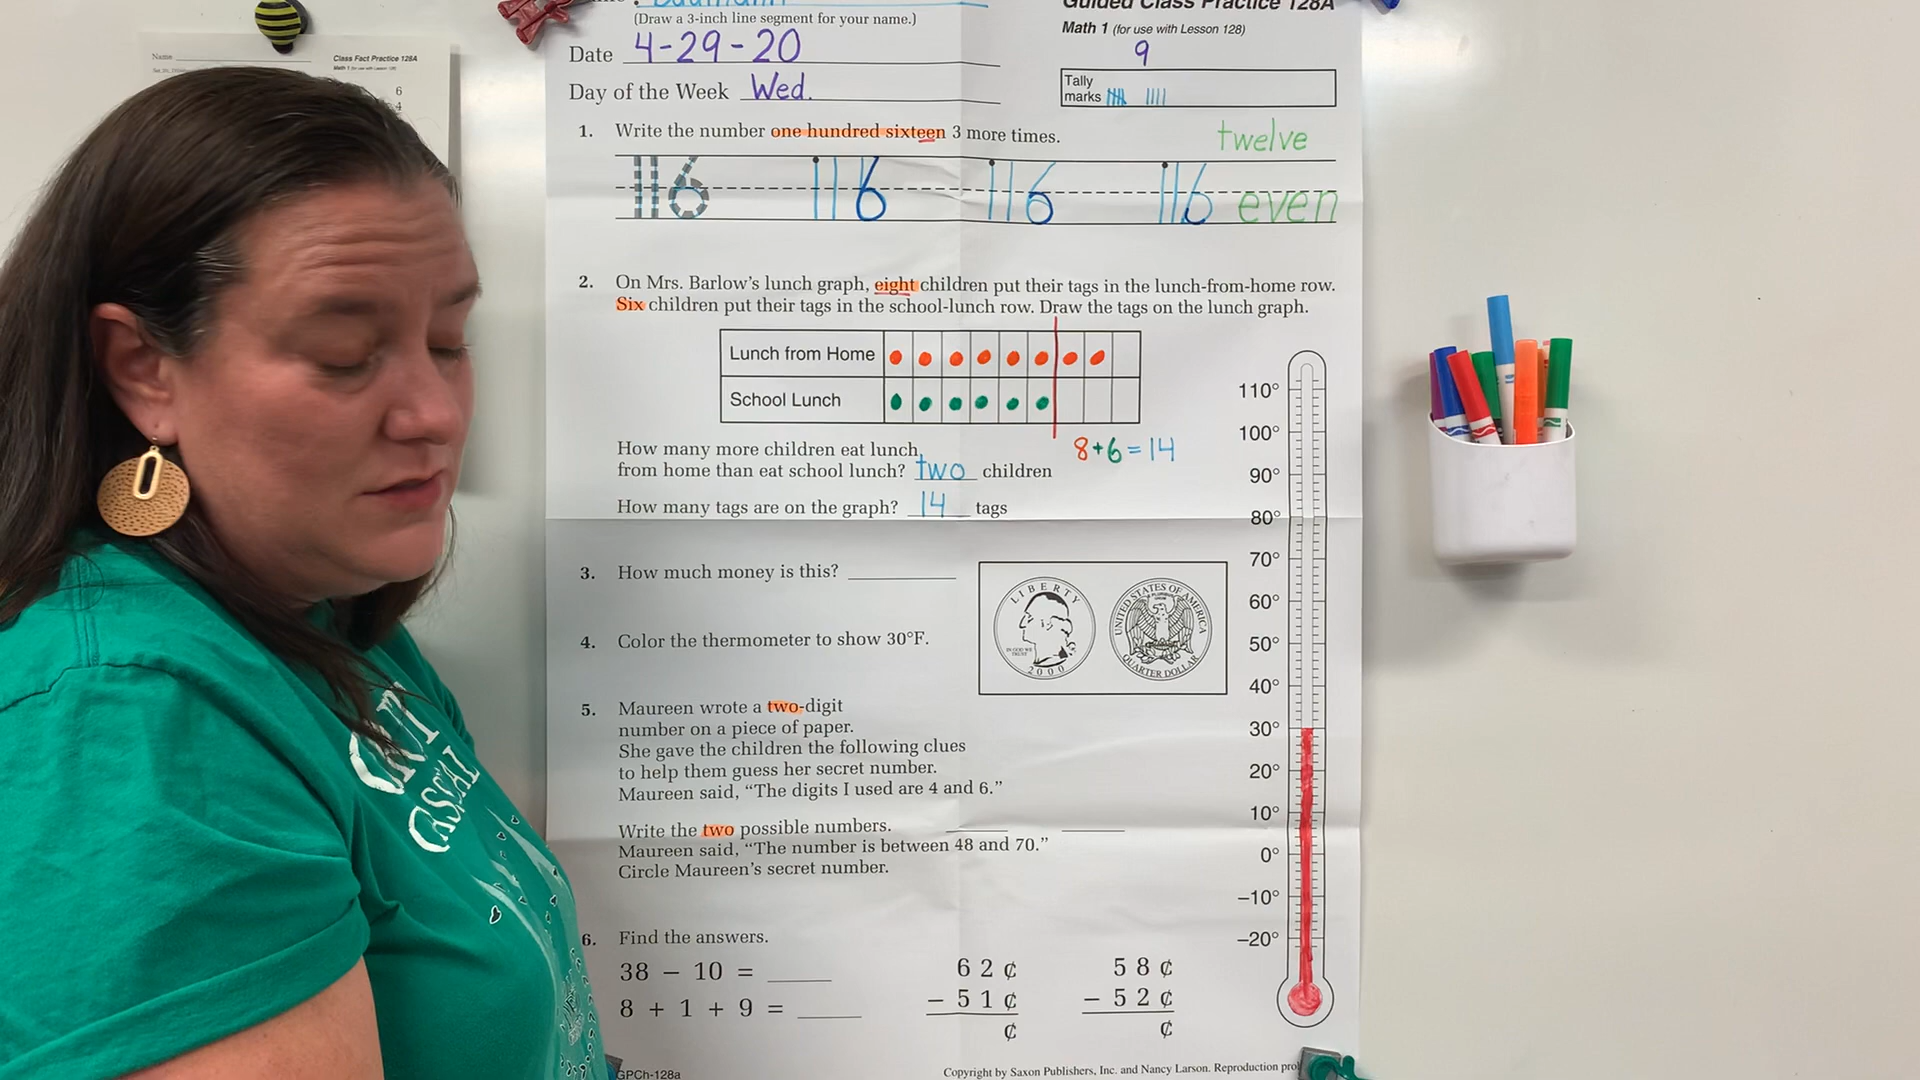 (Draw a 3-inch line segment for your name.)
Date 4-29-20
Day of the Week Wed.
Guided Class Practice 128A
Math 1 (for use with Lesson 128)
9
Tally
marks
Name
Class Fact Practice 128A
6
4
1. Write the number one hundred sixteen 3 more times.
twelve
116 116 116 116 even
2. On Mrs. Barlow's lunch graph, eight children put their tags in the lunch-from-home row.
Six children put their tags in the school-lunch row. Draw the tags on the lunch graph.
Lunch from Home
School Lunch
How many more children eat lunch
from home than eat school lunch? two children
8+6=14
How many tags are on the graph? 14 tags
3. How much money is this?
LIBERTY
IN GOD WE
TRUST
2000
UNITED STATES OF AMERICA
QUARTER DOLLAR
4. Color the thermometer to show 30°F.
5. Maureen wrote a two-digit
number on a piece of paper.
She gave the children the following clues
to help them guess her secret number.
Maureen said, “The digits I used are 4 and 6.”
Write the two possible numbers.
Maureen said, “The number is between 48 and 70.”
Circle Maureen's secret number.
6. Find the answers.
38 − 10 =
8 + 1 + 9 =
62¢
− 51¢
¢
58¢
− 52¢
¢
110°
100°
90°
80°
70°
60°
50°
40°
30°
20°
10°
0°
−10°
−20°
GPCh-128a
Copyright by Saxon Publishers, Inc. and Nancy Larson. Reproduction